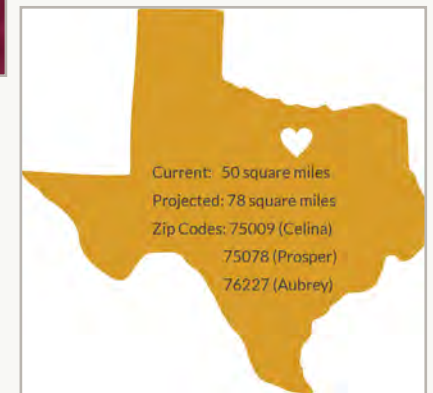 Current: 50 square miles
Projected: 78 square miles
Zip Codes: 75009 (Celina)
75078 (Prosper)
76227 (Aubrey)